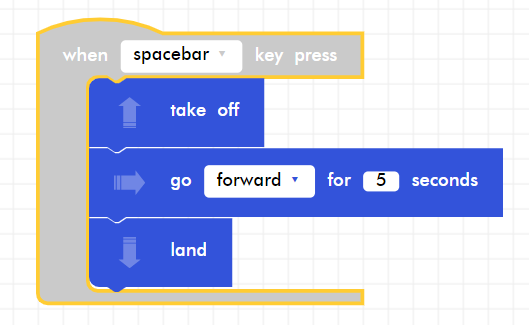 when spacebar key press
take off
go forward for 5 seconds
land